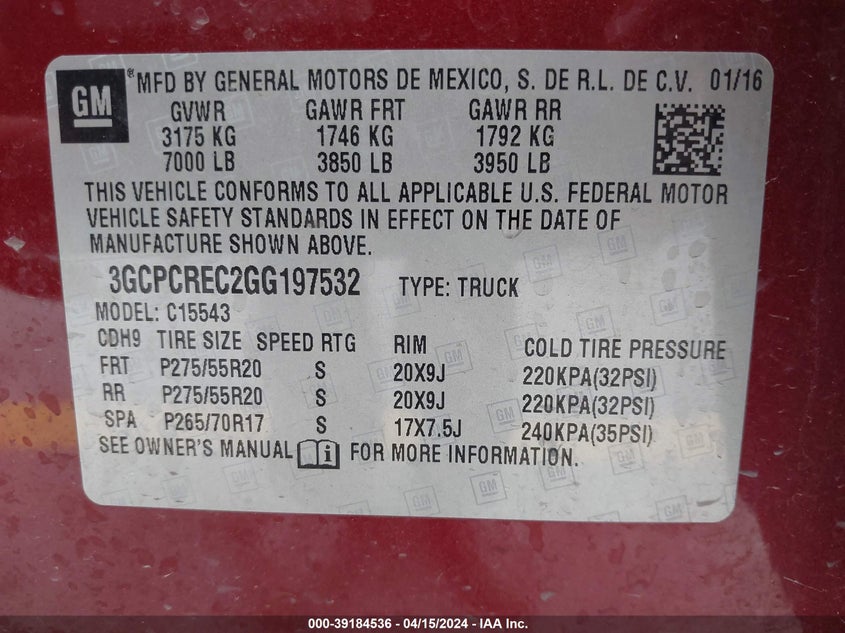 GM ® MFD BY GENERAL MOTORS DE MEXICO, S. DE R.L. DE C.V. 01/16
GVWR GAWR FRT GAWR RR
3175 KG 1746 KG 1792 KG
7000 LB 3850 LB 3950 LB
THIS VEHICLE CONFORMS TO ALL APPLICABLE U.S. FEDERAL MOTOR
VEHICLE SAFETY STANDARDS IN EFFECT ON THE DATE OF
MANUFACTURE SHOWN ABOVE.
3GCPCREC2GG197532 TYPE: TRUCK
MODEL: C15543
CDH9 TIRE SIZE SPEED RTG RIM COLD TIRE PRESSURE
FRT P275/55R20 S 20X9J 220KPA(32PSI)
RR P275/55R20 S 20X9J 220KPA(32PSI)
SPA P265/70R17 S 17X7.5J 240KPA(35PSI)
SEE OWNER'S MANUAL FOR MORE INFORMATION.
000-39184536 - 04/15/2024 - IAA Inc.